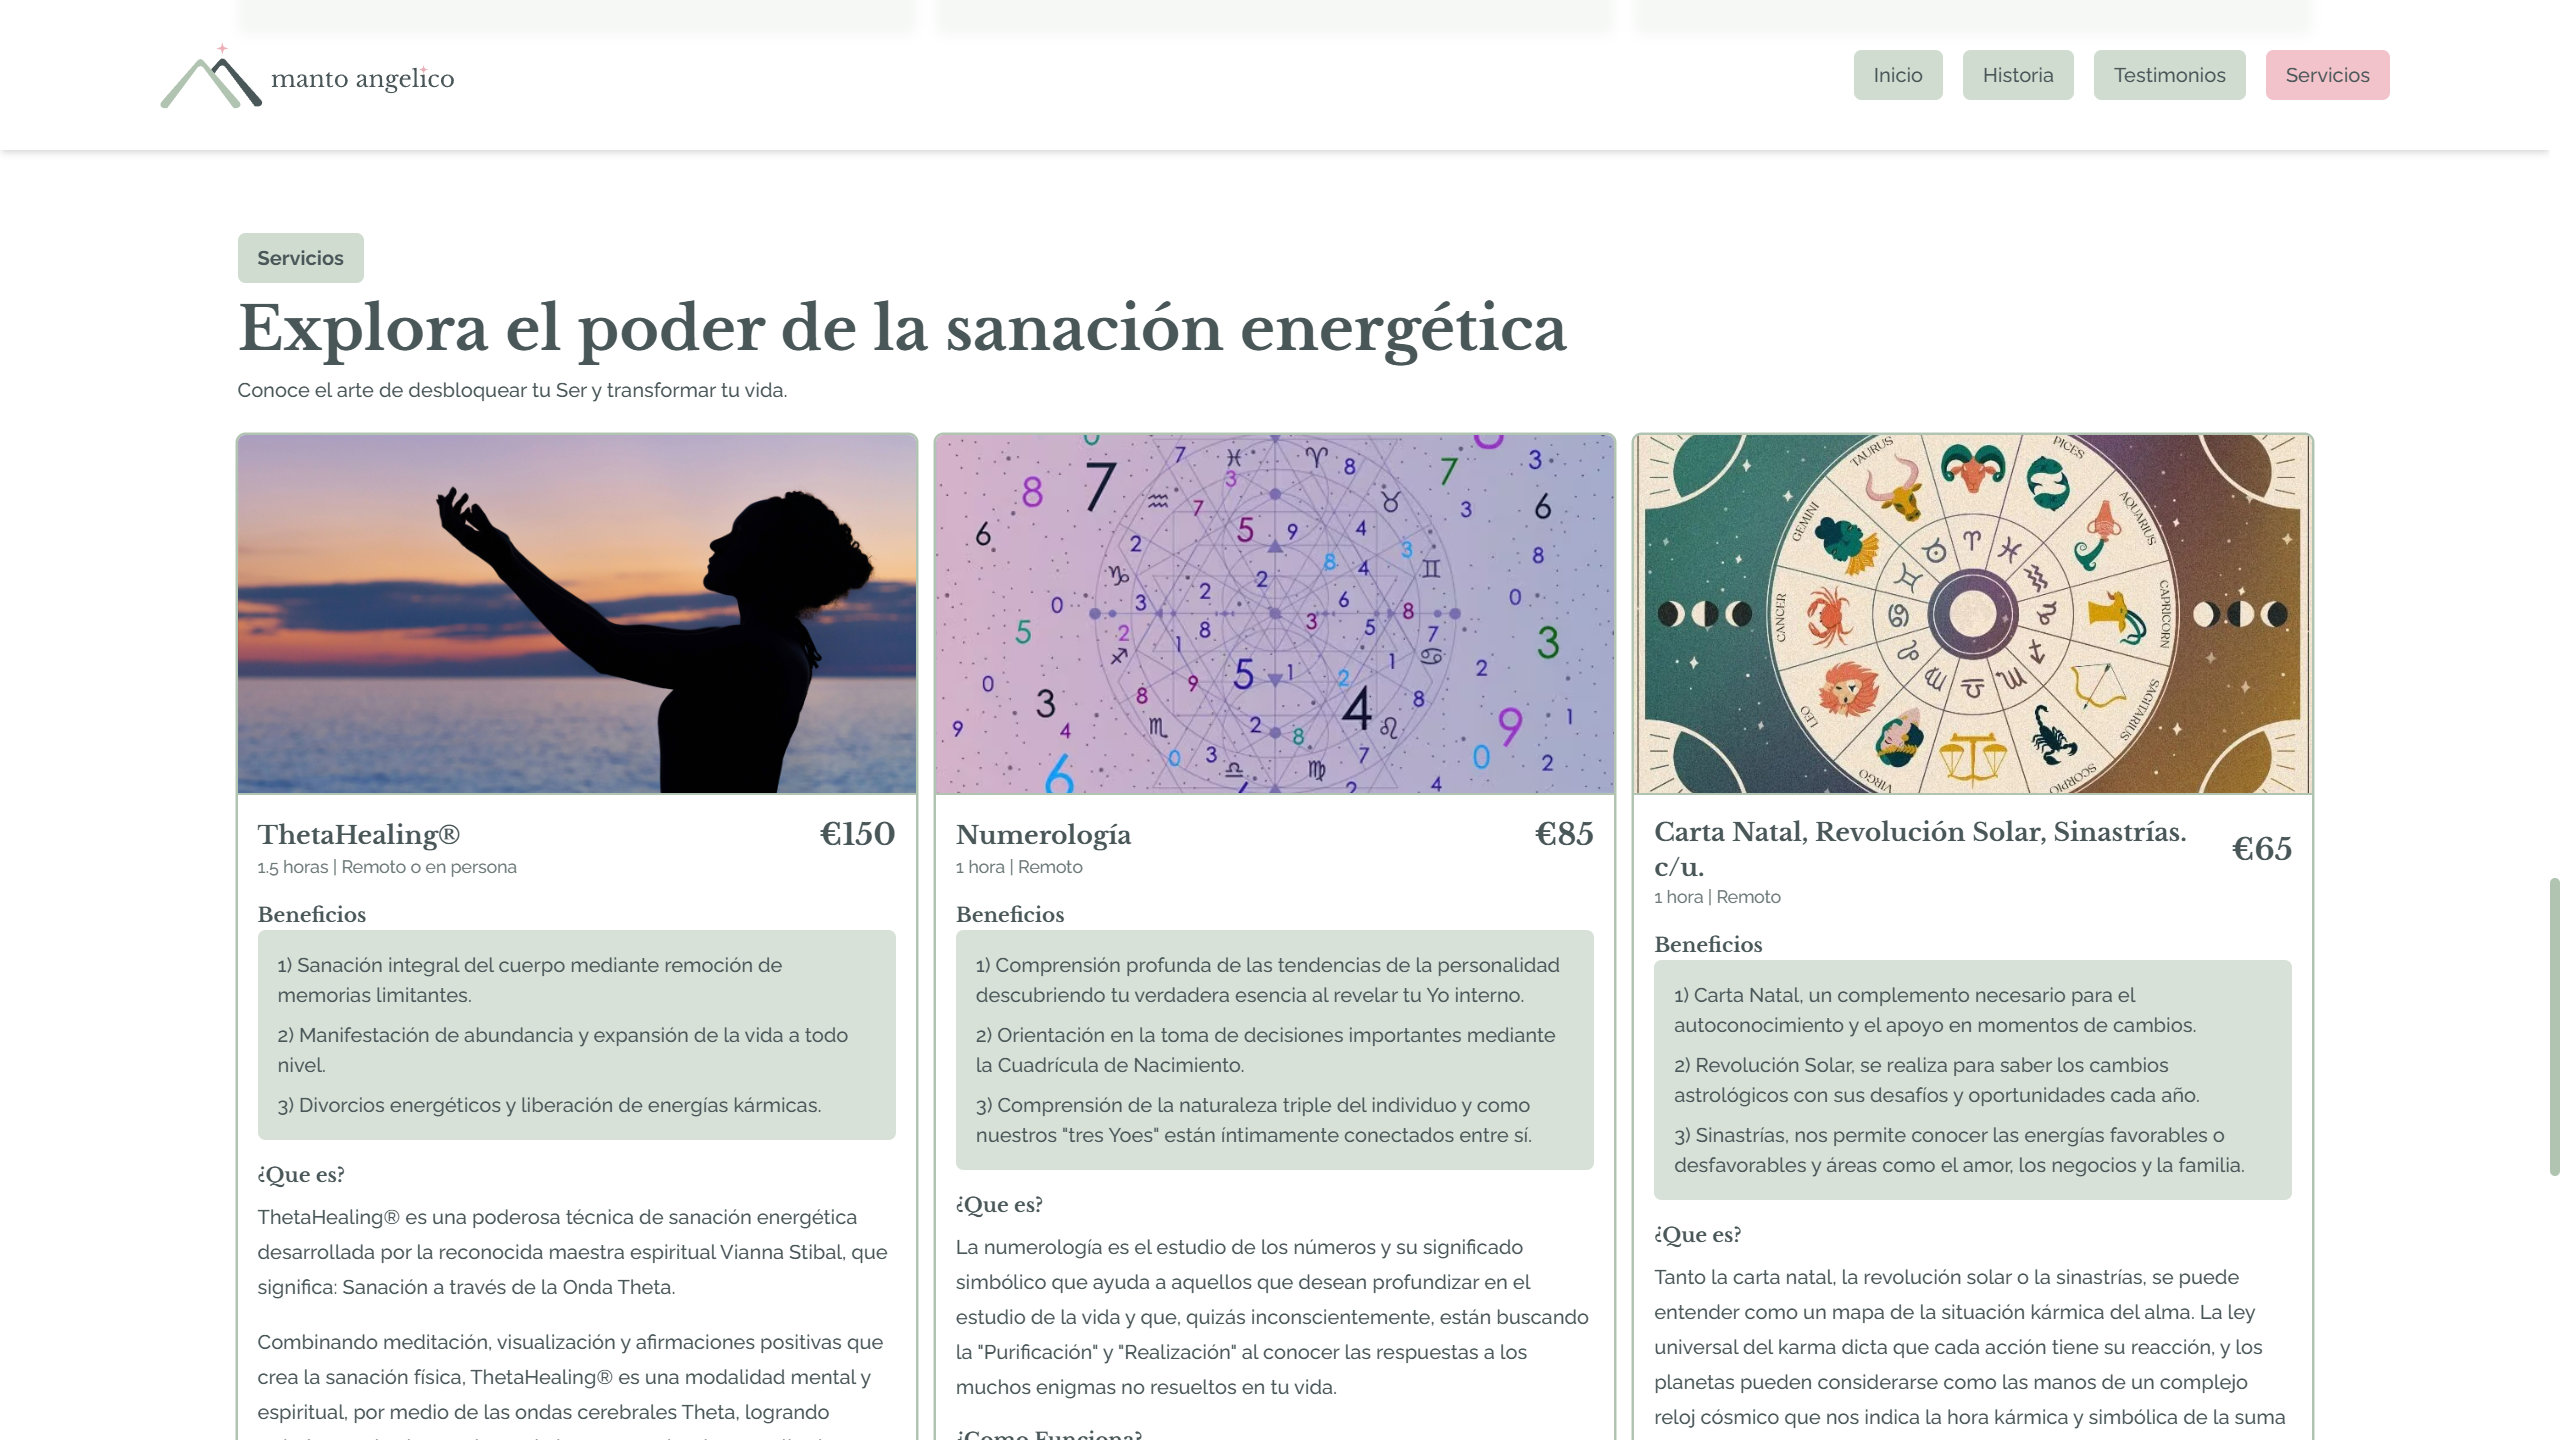 manto angelico
Inicio
Historia
Testimonios
Servicios
Servicios
Explora el poder de la sanación energética
Conoce el arte de desbloquear tu Ser y transformar tu vida.
ThetaHealing®
€150
1.5 horas | Remoto o en persona
Beneficios
1) Sanación integral del cuerpo mediante remoción de
memorias limitantes.
2) Manifestación de abundancia y expansión de la vida a todo
nivel.
3) Divorcios energéticos y liberación de energías kármicas.
¿Que es?
ThetaHealing® es una poderosa técnica de sanación energética
desarrollada por la reconocida maestra espiritual Vianna Stibal, que
significa: Sanación a través de la Onda Theta.
Combinando meditación, visualización y afirmaciones positivas que
crea la sanación física, ThetaHealing® es una modalidad mental y
espiritual, por medio de las ondas cerebrales Theta, logrando
Numerología
€85
1 hora | Remoto
Beneficios
1) Comprensión profunda de las tendencias de la personalidad
descubriendo tu verdadera esencia al revelar tu Yo interno.
2) Orientación en la toma de decisiones importantes mediante
la Cuadrícula de Nacimiento.
3) Comprensión de la naturaleza triple del individuo y como
nuestros "tres Yoes" están íntimamente conectados entre sí.
¿Que es?
La numerología es el estudio de los números y su significado
simbólico que ayuda a aquellos que desean profundizar en el
estudio de la vida y que, quizás inconscientemente, están buscando
la "Purificación" y "Realización" al conocer las respuestas a los
muchos enigmas no resueltos en tu vida.
¿Como Funciona?
TAURUS
PICES
AQUARIUS
CAPRICORN
SAGITARIUS
SCORPIO
VIRGO
LEO
CANCER
GEMINI
Carta Natal, Revolución Solar, Sinastrías.
c/u.
€65
1 hora | Remoto
Beneficios
1) Carta Natal, un complemento necesario para el
autoconocimiento y el apoyo en momentos de cambios.
2) Revolución Solar, se realiza para saber los cambios
astrológicos con sus desafíos y oportunidades cada año.
3) Sinastrías, nos permite conocer las energías favorables o
desfavorables y áreas como el amor, los negocios y la familia.
¿Que es?
Tanto la carta natal, la revolución solar o la sinastrías, se puede
entender como un mapa de la situación kármica del alma. La ley
universal del karma dicta que cada acción tiene su reacción, y los
planetas pueden considerarse como las manos de un complejo
reloj cósmico que nos indica la hora kármica y simbólica de la suma